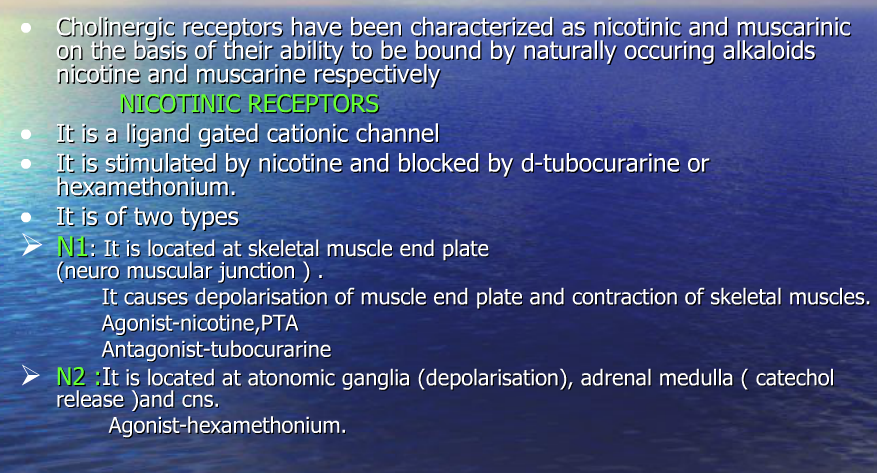 Cholinergic receptors have been characterized as nicotinic and muscarinic
on the basis of their ability to be bound by naturally occuring alkaloids
nicotine and muscarine respectively
NICOTINIC RECEPTORS
It is a ligand gated cationic channel
It is stimulated by nicotine and blocked by d-tubocurarine or
hexamethonium.
It is of two types
N1: It is located at skeletal muscle end plate
(neuro muscular junction ) .
It causes depolarisation of muscle end plate and contraction of skeletal muscles.
Agonist-nicotine,PTA
Antagonist-tubocurarine
N2 :It is located at atonomic ganglia (depolarisation), adrenal medulla ( catechol
release )and cns.
Agonist-hexamethonium.